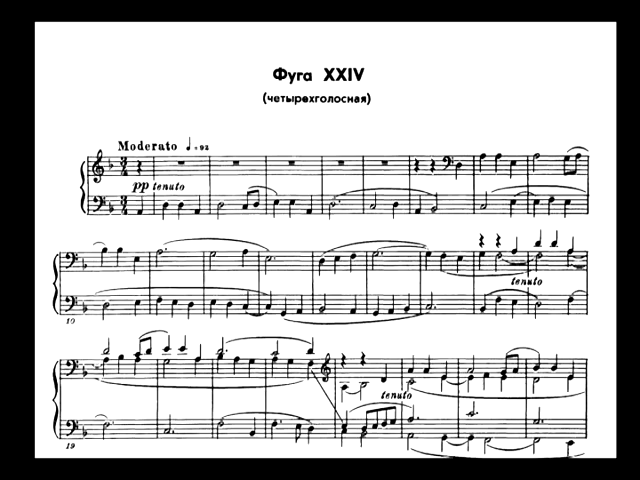 Фуга XXIV
(четырехголосная)
Moderato ♩=92
pp tenuto
tenuto
10
tenuto
19